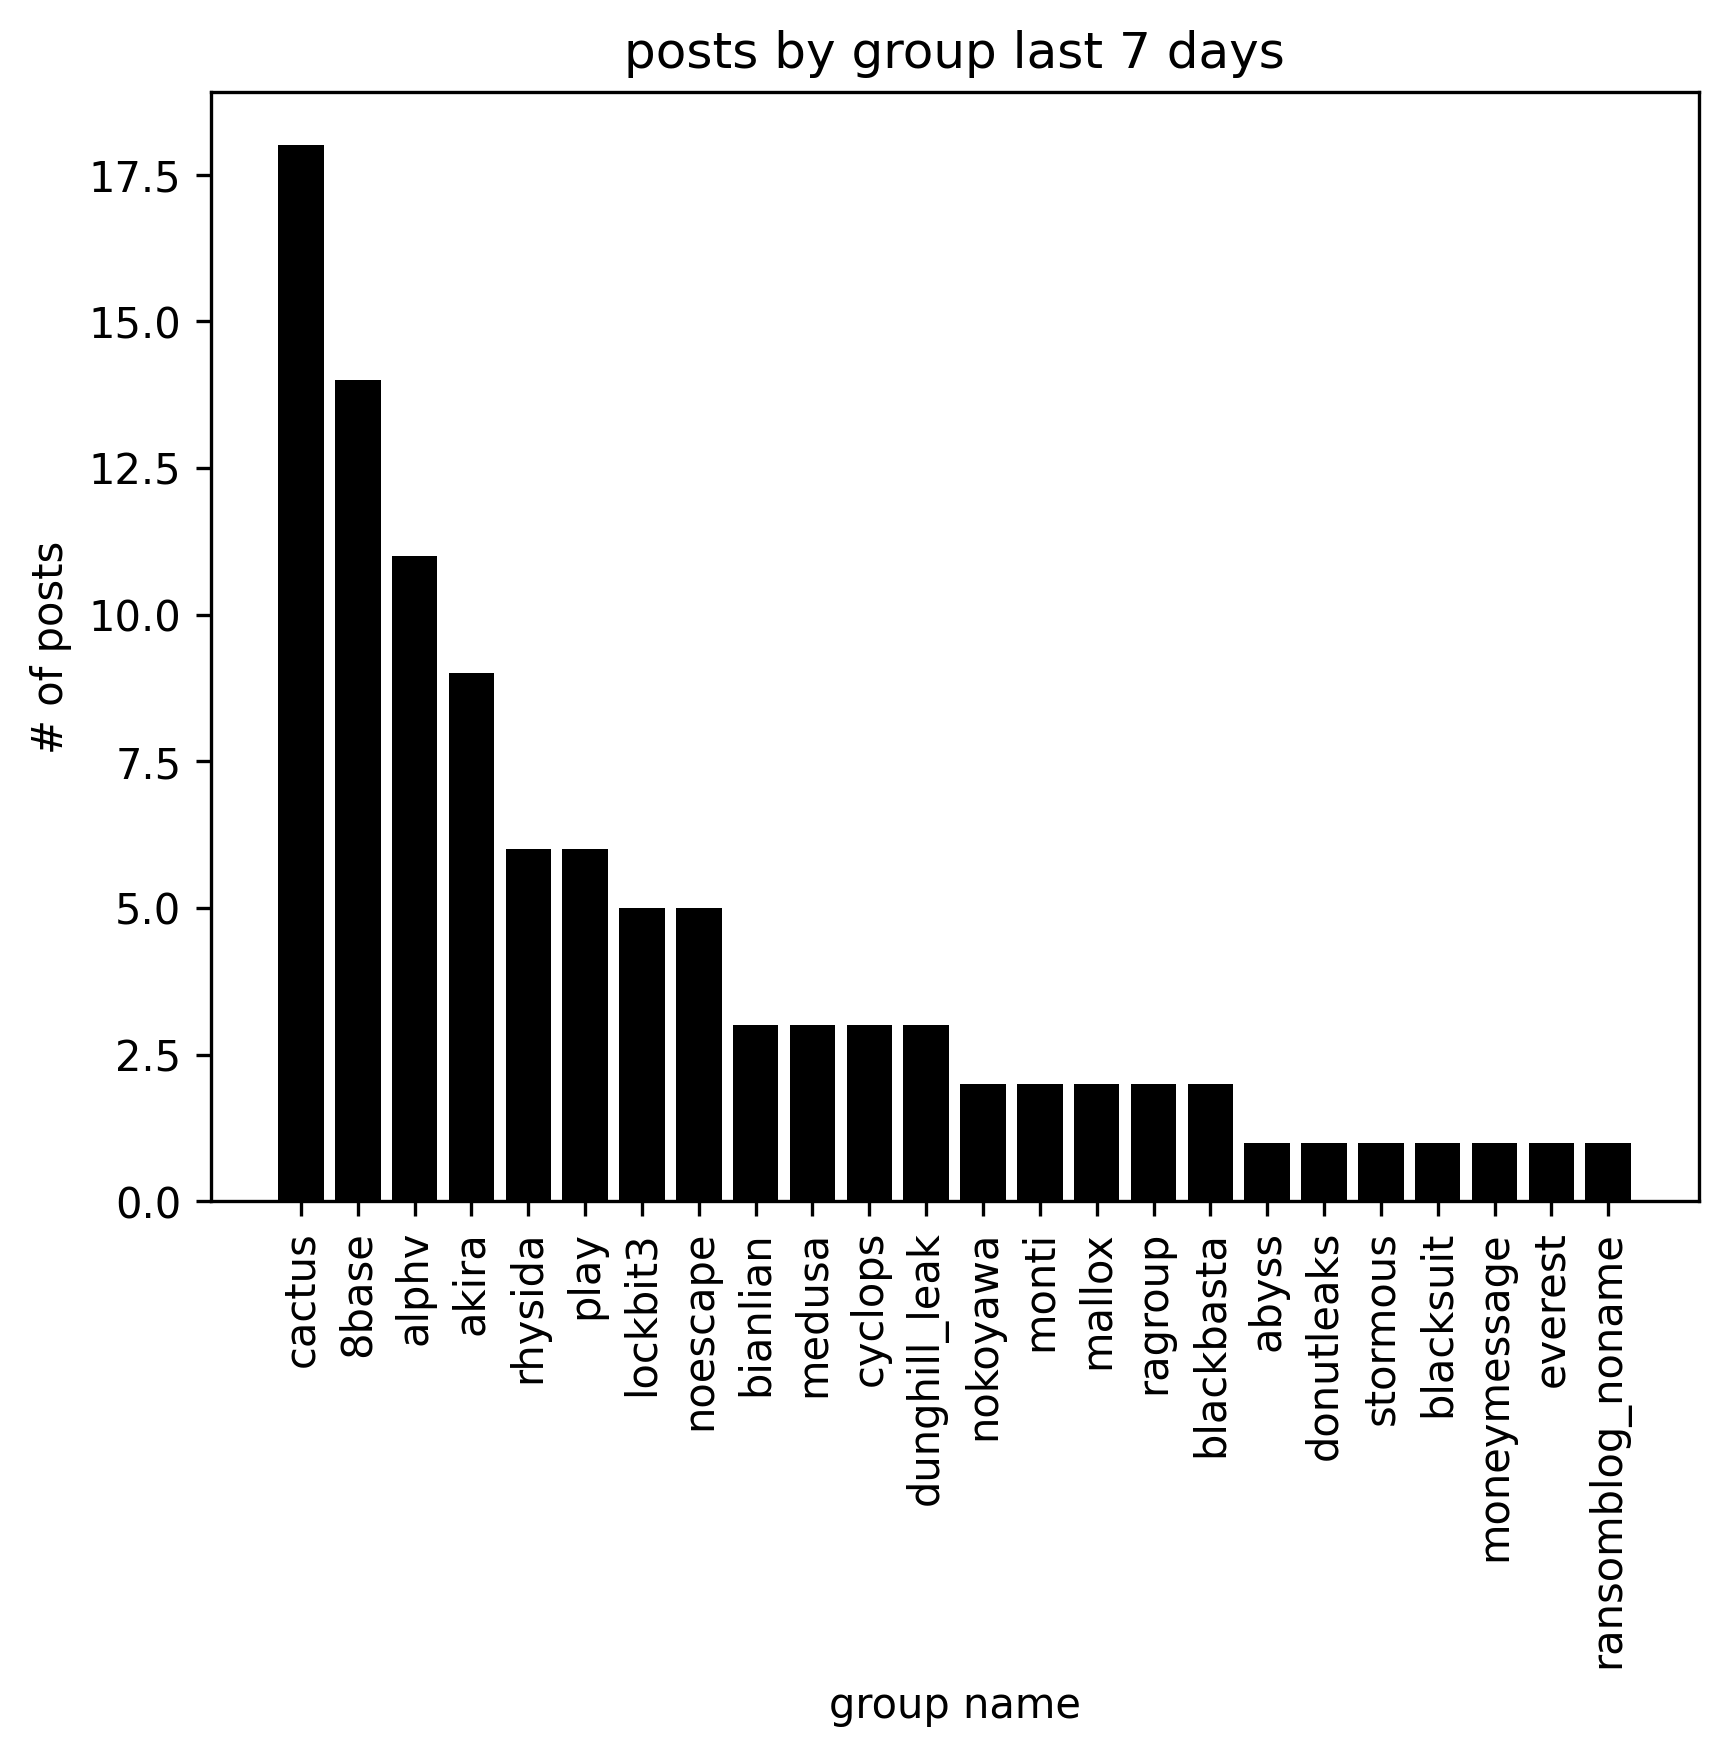 posts by group last 7 days
# of posts
17.5
15.0
12.5
10.0
7.5
5.0
2.5
0.0
cactus
8base
alphv
akira
rhysida
play
lockbit3
noescape
bianlian
medusa
cyclops
dunghill_leak
nokoyawa
monti
mallox
ragroup
blackbasta
abyss
donutleaks
stormous
blacksuit
moneymessage
everest
ransomblog_noname
group name